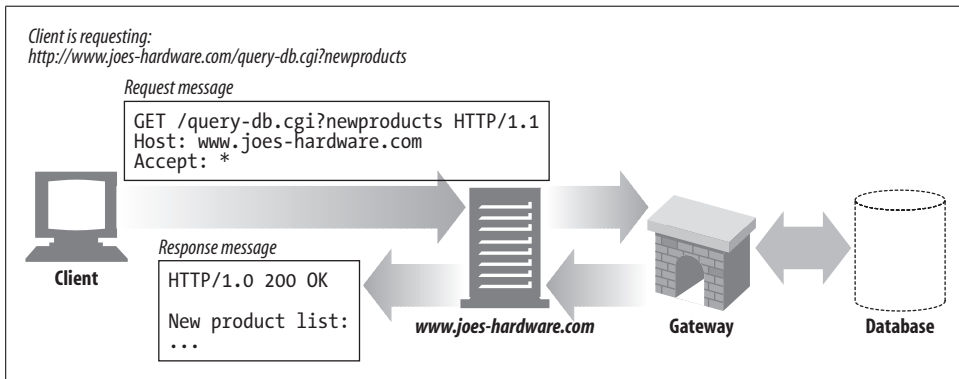 Client is requesting:
http://www.joes-hardware.com/query-db.cgi?newproducts
Request message
GET /query-db.cgi?newproducts HTTP/1.1
Host: www.joes-hardware.com
Accept: *
Response message
HTTP/1.0 200 OK
New product list:
...
Client
www.joes-hardware.com
Gateway
Database